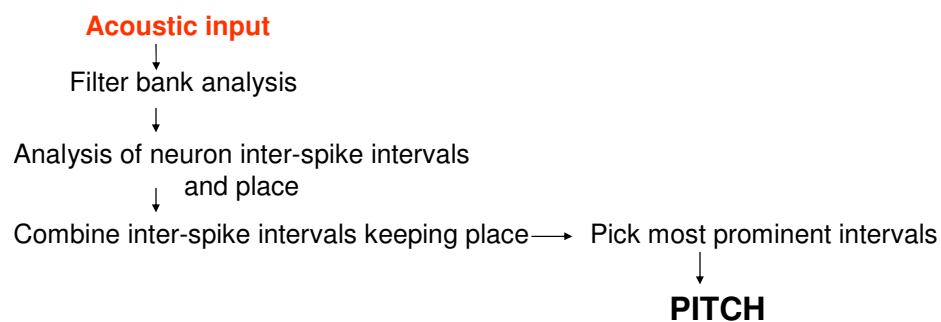 Acoustic input
Filter bank analysis
Analysis of neuron inter-spike intervals
and place
Combine inter-spike intervals keeping place
Pick most prominent intervals
PITCH